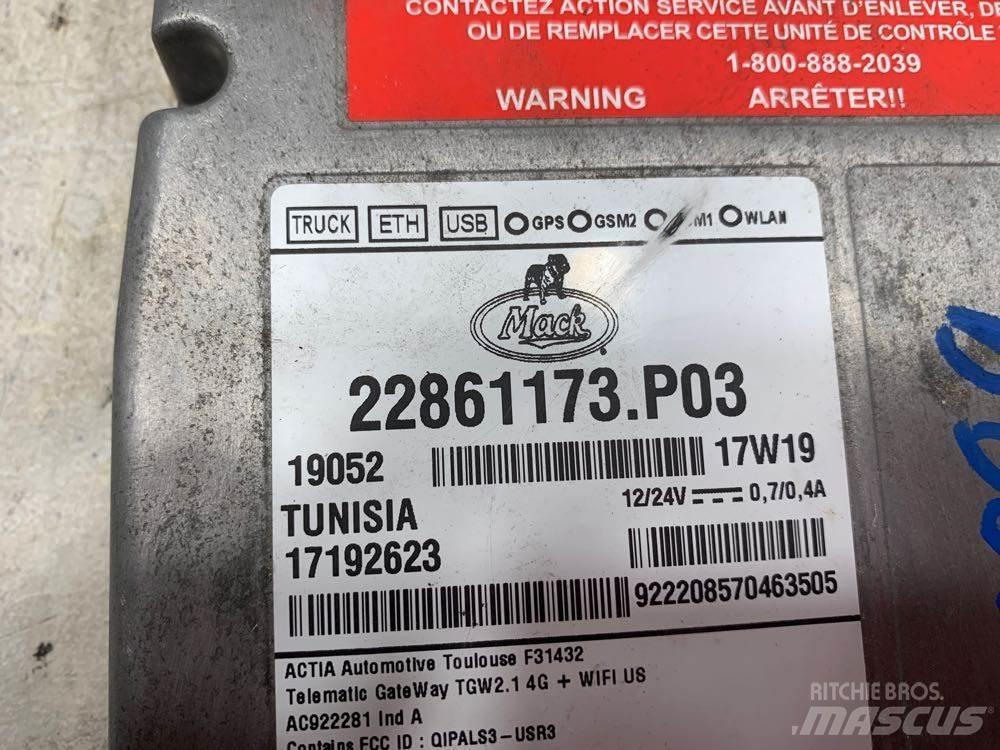 CONTACTEZ ACTION SERVICE AVANT D'ENLEVER,
OU DE REMPLACER CETTE UNITÉ DE CONTRÔLE
1-800-888-2039
WARNING ARRÊTER!!
TRUCK ETH USB GPS GSM2 WLAN
Mack
22861173.P03
19052 17W19
TUNISIA 12/24V 0,7/0,4A
17192623
922208570463505
ACTIA Automotive Toulouse F31432
Telematic GateWay TGW2.1 4G + WIFI US
AC922281 Ind A
Contains FCC ID : QIPALS3-USR3
RITCHIE BROS.
MASCUS